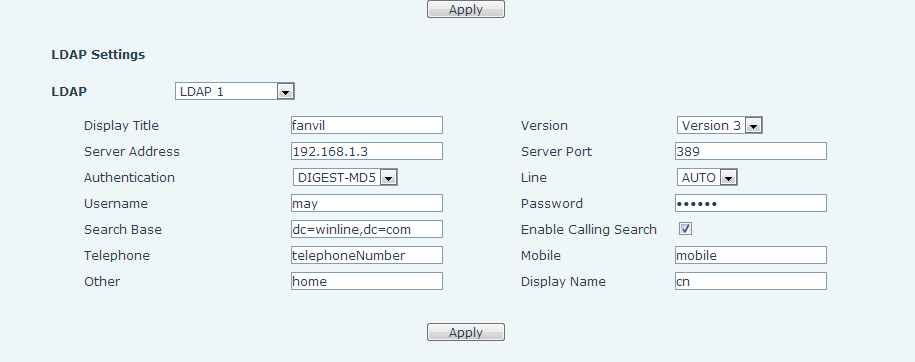 Apply
LDAP Settings
LDAP LDAP 1
Display Title fanvil Version Version 3
Server Address 192.168.1.3 Server Port 389
Authentication DIGEST-MD5 Line AUTO
Username may Password ••••••
Search Base dc=winline,dc=com Enable Calling Search
Telephone telephoneNumber Mobile mobile
Other home Display Name cn
Apply